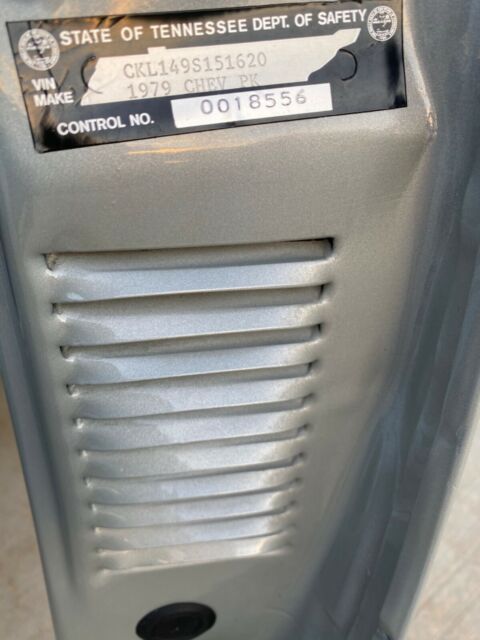 STATE OF TENNESSEE DEPT. OF SAFETY
VIN CKL149S151620
MAKE 1979 CHEV PK
CONTROL NO. 0018556